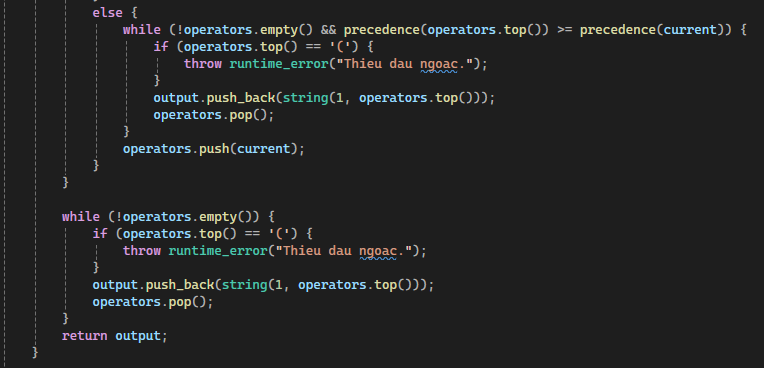 else {
while (!operators.empty() && precedence(operators.top()) >= precedence(current)) {
if (operators.top() == '(') {
throw runtime_error("Thieu dau ngoac.");
}
output.push_back(string(1, operators.top()));
operators.pop();
}
operators.push(current);
}
}
while (!operators.empty()) {
if (operators.top() == '(') {
throw runtime_error("Thieu dau ngoac.");
}
output.push_back(string(1, operators.top()));
operators.pop();
}
return output;
}